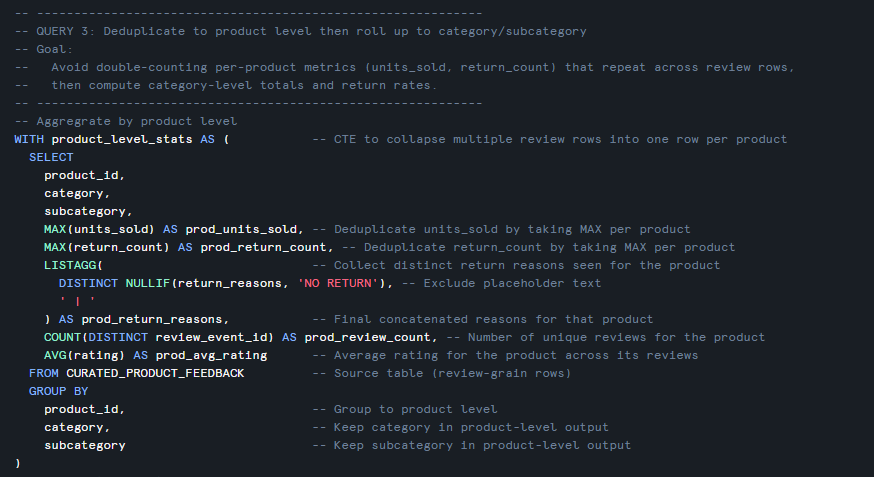 -- ------------------------------------------------------------
-- QUERY 3: Deduplicate to product level then roll up to category/subcategory
-- Goal:
--   Avoid double-counting per-product metrics (units_sold, return_count) that repeat across review rows,
--   then compute category-level totals and return rates.
-- ------------------------------------------------------------
-- Aggregrate by product level
WITH product_level_stats AS (           -- CTE to collapse multiple review rows into one row per product
  SELECT
    product_id,
    category,
    subcategory,
    MAX(units_sold) AS prod_units_sold, -- Deduplicate units_sold by taking MAX per product
    MAX(return_count) AS prod_return_count, -- Deduplicate return_count by taking MAX per product
    LISTAGG(                            -- Collect distinct return reasons seen for the product
      DISTINCT NULLIF(return_reasons, 'NO RETURN'), -- Exclude placeholder text
      ' | '
    ) AS prod_return_reasons,           -- Final concatenated reasons for that product
    COUNT(DISTINCT review_event_id) AS prod_review_count, -- Number of unique reviews for the product
    AVG(rating) AS prod_avg_rating      -- Average rating for the product across its reviews
  FROM CURATED_PRODUCT_FEEDBACK         -- Source table (review-grain rows)
  GROUP BY
    product_id,                         -- Group to product level
    category,                           -- Keep category in product-level output
    subcategory                         -- Keep subcategory in product-level output
)